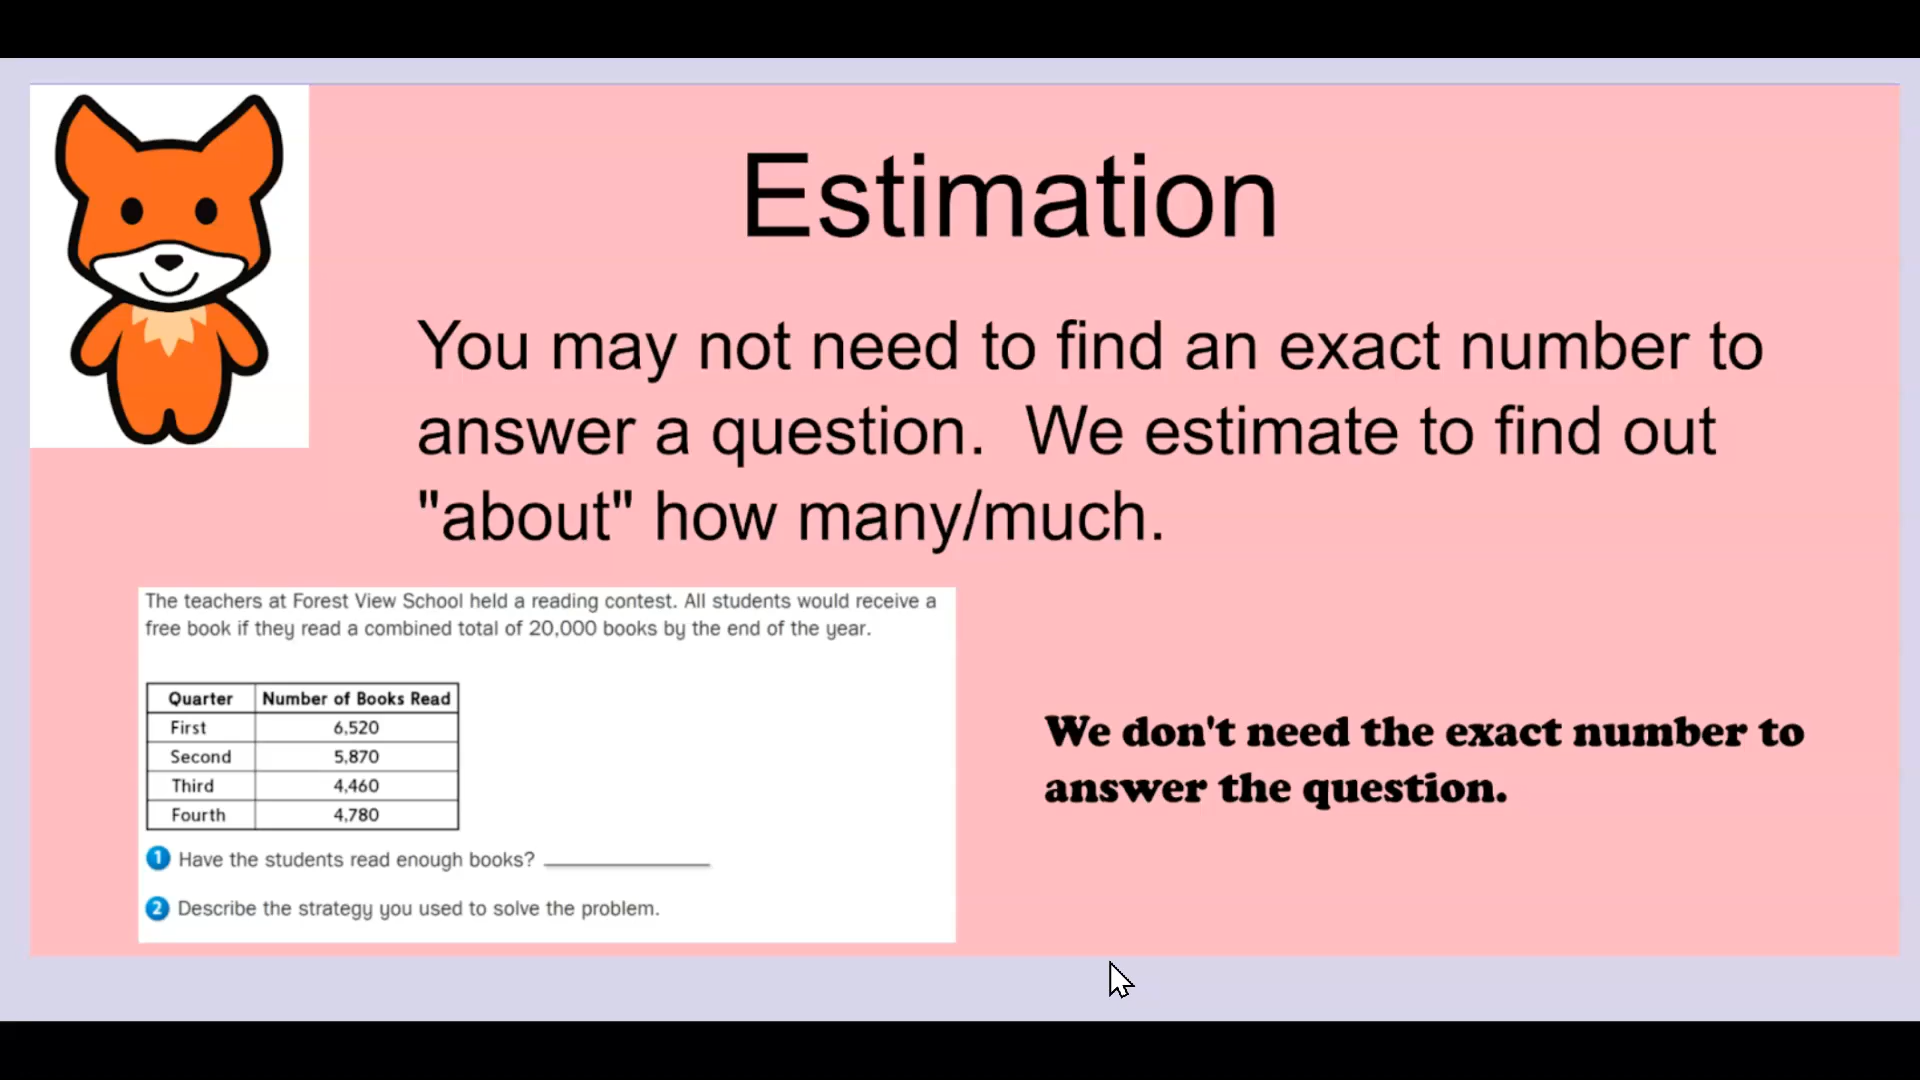 Estimation
You may not need to find an exact number to
answer a question. We estimate to find out
"about" how many/much.
The teachers at Forest View School held a reading contest. All students would receive a
free book if they read a combined total of 20,000 books by the end of the year.
Quarter Number of Books Read
First 6,520
Second 5,870
Third 4,460
Fourth 4,780
1 Have the students read enough books?
2 Describe the strategy you used to solve the problem.
We don't need the exact number to
answer the question.